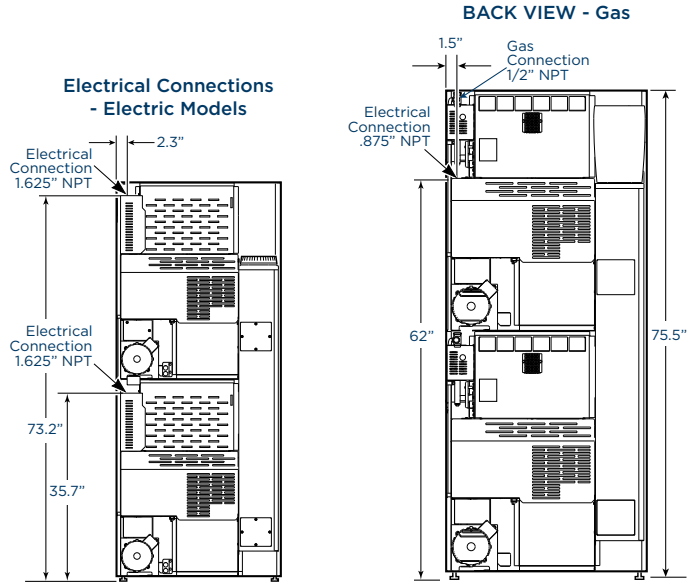 Electrical Connections
- Electric Models
2.3”
Electrical
Connection
1.625” NPT
Electrical
Connection
1.625” NPT
73.2”
35.7”
BACK VIEW - Gas
1.5”
Gas
Connection
1/2” NPT
Electrical
Connection
.875” NPT
62”
75.5”